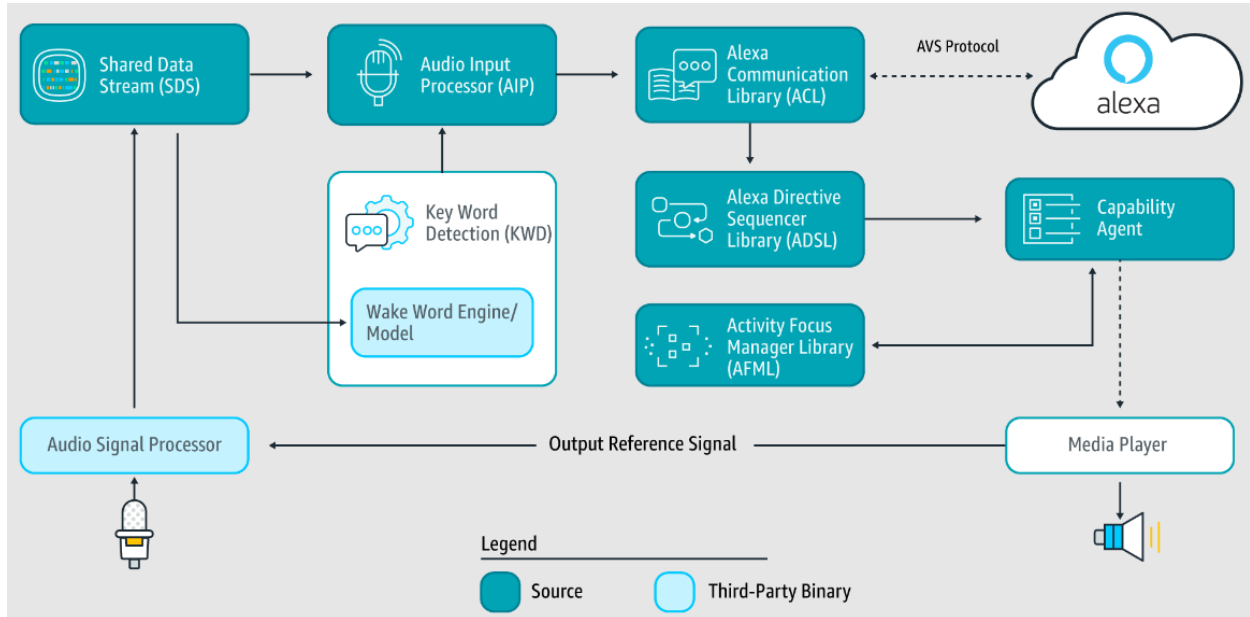 Shared Data
Stream (SDS)
Audio Input
Processor (AIP)
Alexa
Communication
Library (ACL)
AVS Protocol
alexa
Key Word
Detection (KWD)
Wake Word Engine/
Model
Alexa Directive
Sequencer
Library (ADSL)
Capability
Agent
Activity Focus
Manager Library
(AFML)
Audio Signal Processor
Output Reference Signal
Media Player
Legend
Source
Third-Party Binary